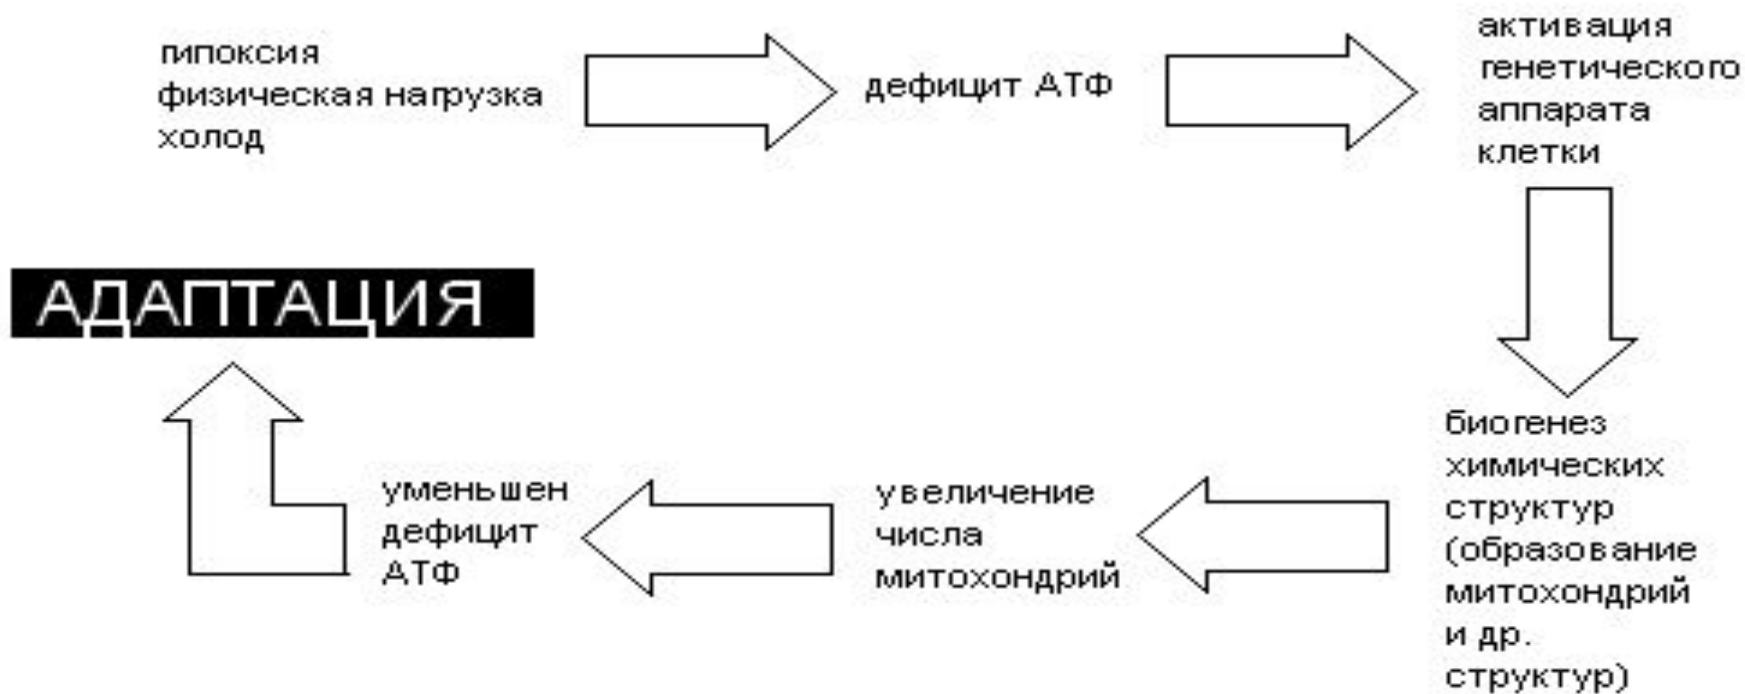 гипоксия
физическая нагрузка
холод
дефицит АТФ
активация
генетического
аппарата
клетки
биогенез
химических
структур
(образование
митохондрий
и др.
структур)
увеличение
числа
митохондрий
уменьшен
дефицит
АТФ
АДАПТАЦИЯ